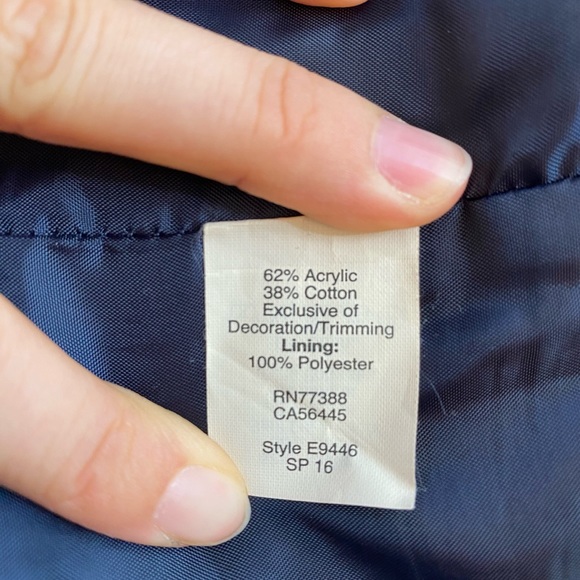 62% Acrylic
38% Cotton
Exclusive of
Decoration/Trimming
Lining:
100% Polyester
RN77388
CA56445
Style E9446
SP 16